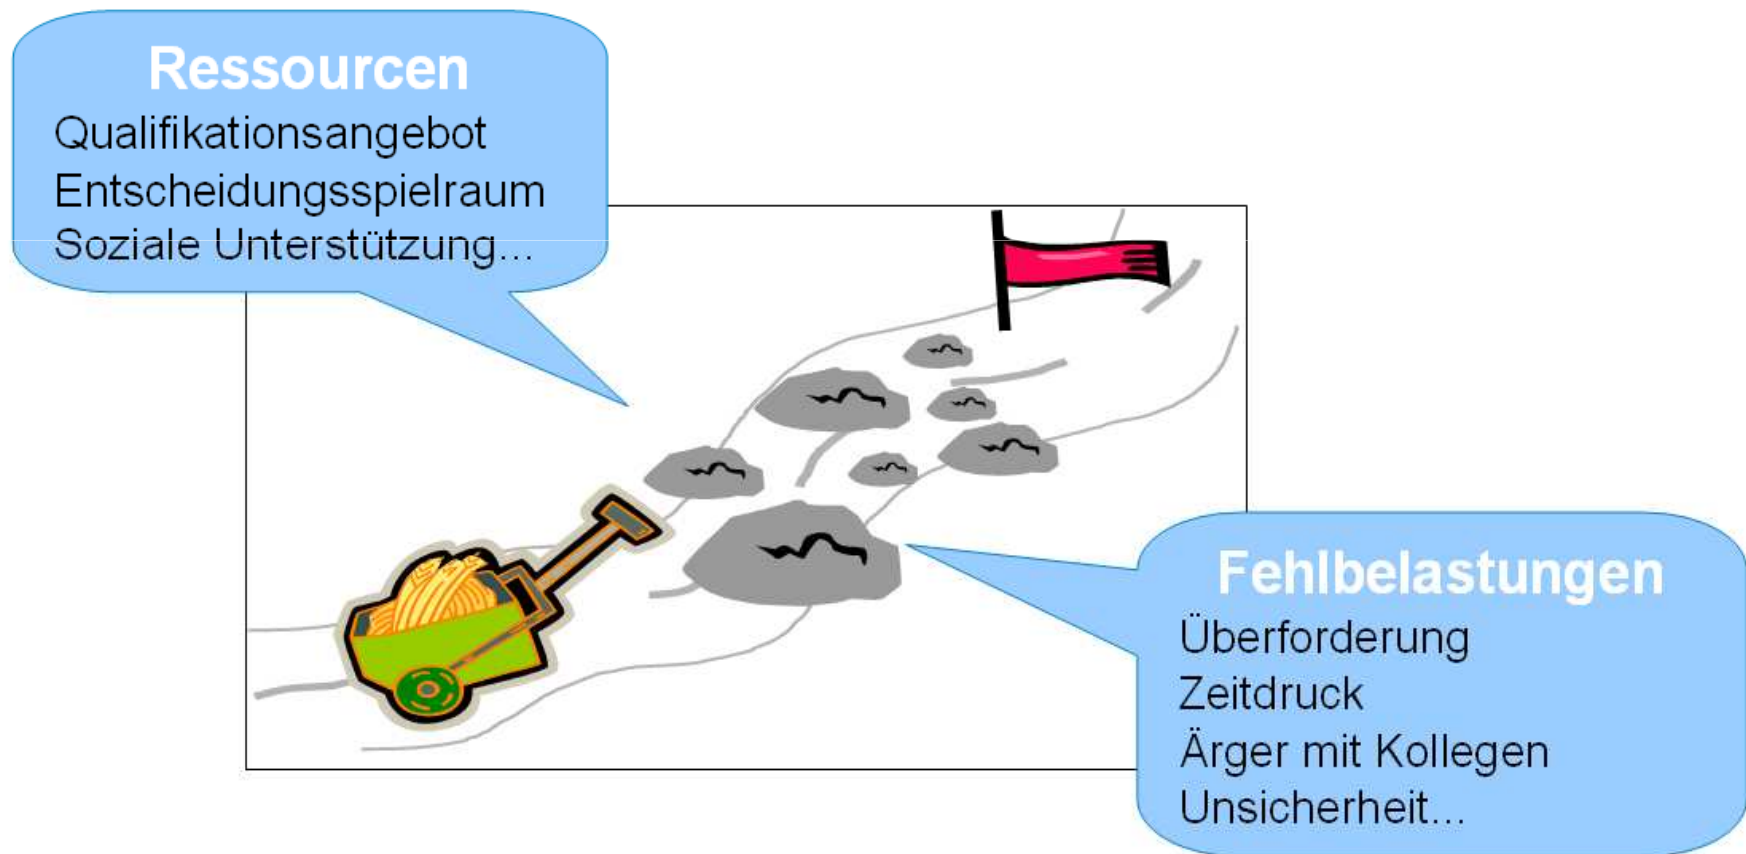 Ressourcen
Qualifikationsangebot
Entscheidungsspielraum
Soziale Unterstützung...
Fehlbelastungen
Überforderung
Zeitdruck
Ärger mit Kollegen
Unsicherheit...